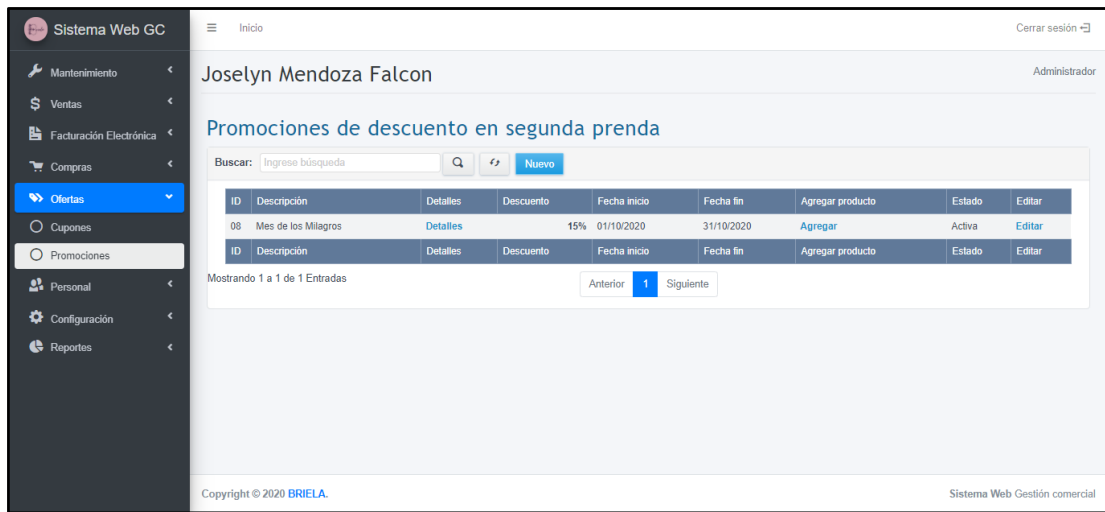 Sistema Web GC
Inicio
Cerrar sesión
Mantenimiento
Ventas
Facturación Electrónica
Compras
Ofertas
Cupones
Promociones
Personal
Configuración
Reportes
Joselyn Mendoza Falcon
Administrador
Promociones de descuento en segunda prenda
Buscar: Ingrese búsqueda Nuevo
ID Descripción Detalles Descuento Fecha inicio Fecha fin Agregar producto Estado Editar
08 Mes de los Milagros Detalles 15% 01/10/2020 31/10/2020 Agregar Activa Editar
ID Descripción Detalles Descuento Fecha inicio Fecha fin Agregar producto Estado Editar
Mostrando 1 a 1 de 1 Entradas
Anterior 1 Siguiente
Copyright © 2020 BRIELA.
Sistema Web Gestión comercial